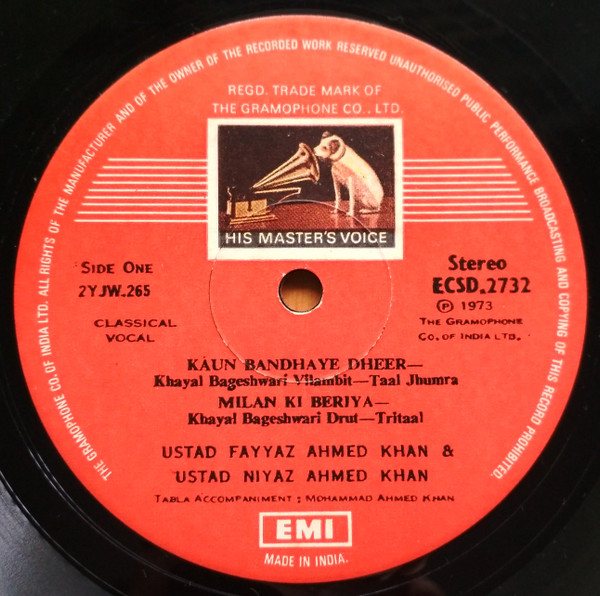 THE GRAMOPHONE CO. OF INDIA LTD. ALL RIGHTS OF THE MANUFACTURER AND OF THE OWNER OF THE RECORDED WORK RESERVED UNAUTHORISED PUBLIC PERFORMANCE BROADCASTING AND COPYING OF THIS RECORD PROHIBITED.
REGD. TRADE MARK OF
THE GRAMOPHONE CO., LTD.
HIS MASTER'S VOICE
SIDE ONE
2YJW.265
CLASSICAL
VOCAL
Stereo
ECSD.2732
Ⓟ 1973
THE GRAMOPHONE
CO. OF INDIA LTD.
KAUN BANDHAYE DHEER—
Khayal Bageshwari Vilambit—Taal Jhumra
MILAN KI BERIYA—
Khayal Bageshwari Drut—Tritaal
USTAD FAYYAZ AHMED KHAN &
USTAD NIYAZ AHMED KHAN
TABLA ACCOMPANIMENT : MOHAMMAD AHMED KHAN
EMI
MADE IN INDIA.